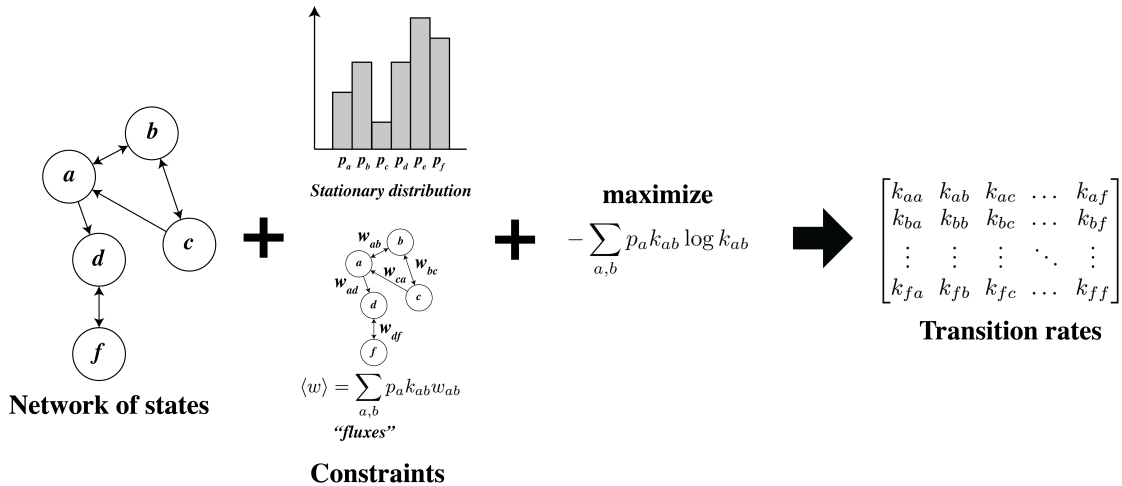 b
a
c
d
f
Network of states
p_a p_b p_c p_d p_e p_f
Stationary distribution
w_ab
b
a
w_bc
w_ca
w_ad
c
d
w_df
f
⟨w⟩ = ∑_{a,b} p_a k_ab w_ab
“fluxes”
Constraints
+
+
maximize
− ∑_{a,b} p_a k_ab log k_ab
k_aa k_ab k_ac … k_af
k_ba k_bb k_bc … k_bf
⋮ ⋮ ⋮ ⋱ ⋮
k_fa k_fb k_fc … k_ff
Transition rates